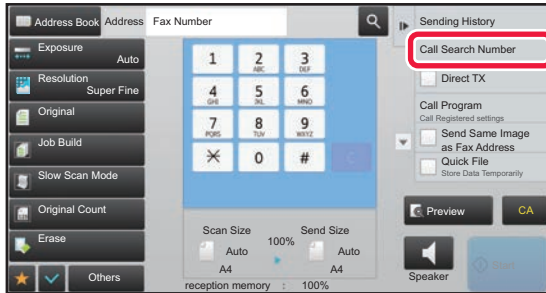 Address Book
Address
Fax Number
Sending History
Call Search Number
Direct TX
Call Program
Call Registered settings
Send Same Image
as Fax Address
Quick File
Store Data Temporarily
Preview
CA
Speaker
Start
Exposure
Auto
Resolution
Super Fine
Original
Job Build
Slow Scan Mode
Original Count
Erase
Others
1
2
ABC
3
DEF
4
GHI
5
JKL
6
MNO
7
PQRS
8
TUV
9
WXYZ
0
#
C
Scan Size
100%
Send Size
Auto
Auto
A4
A4
reception memory : 100%